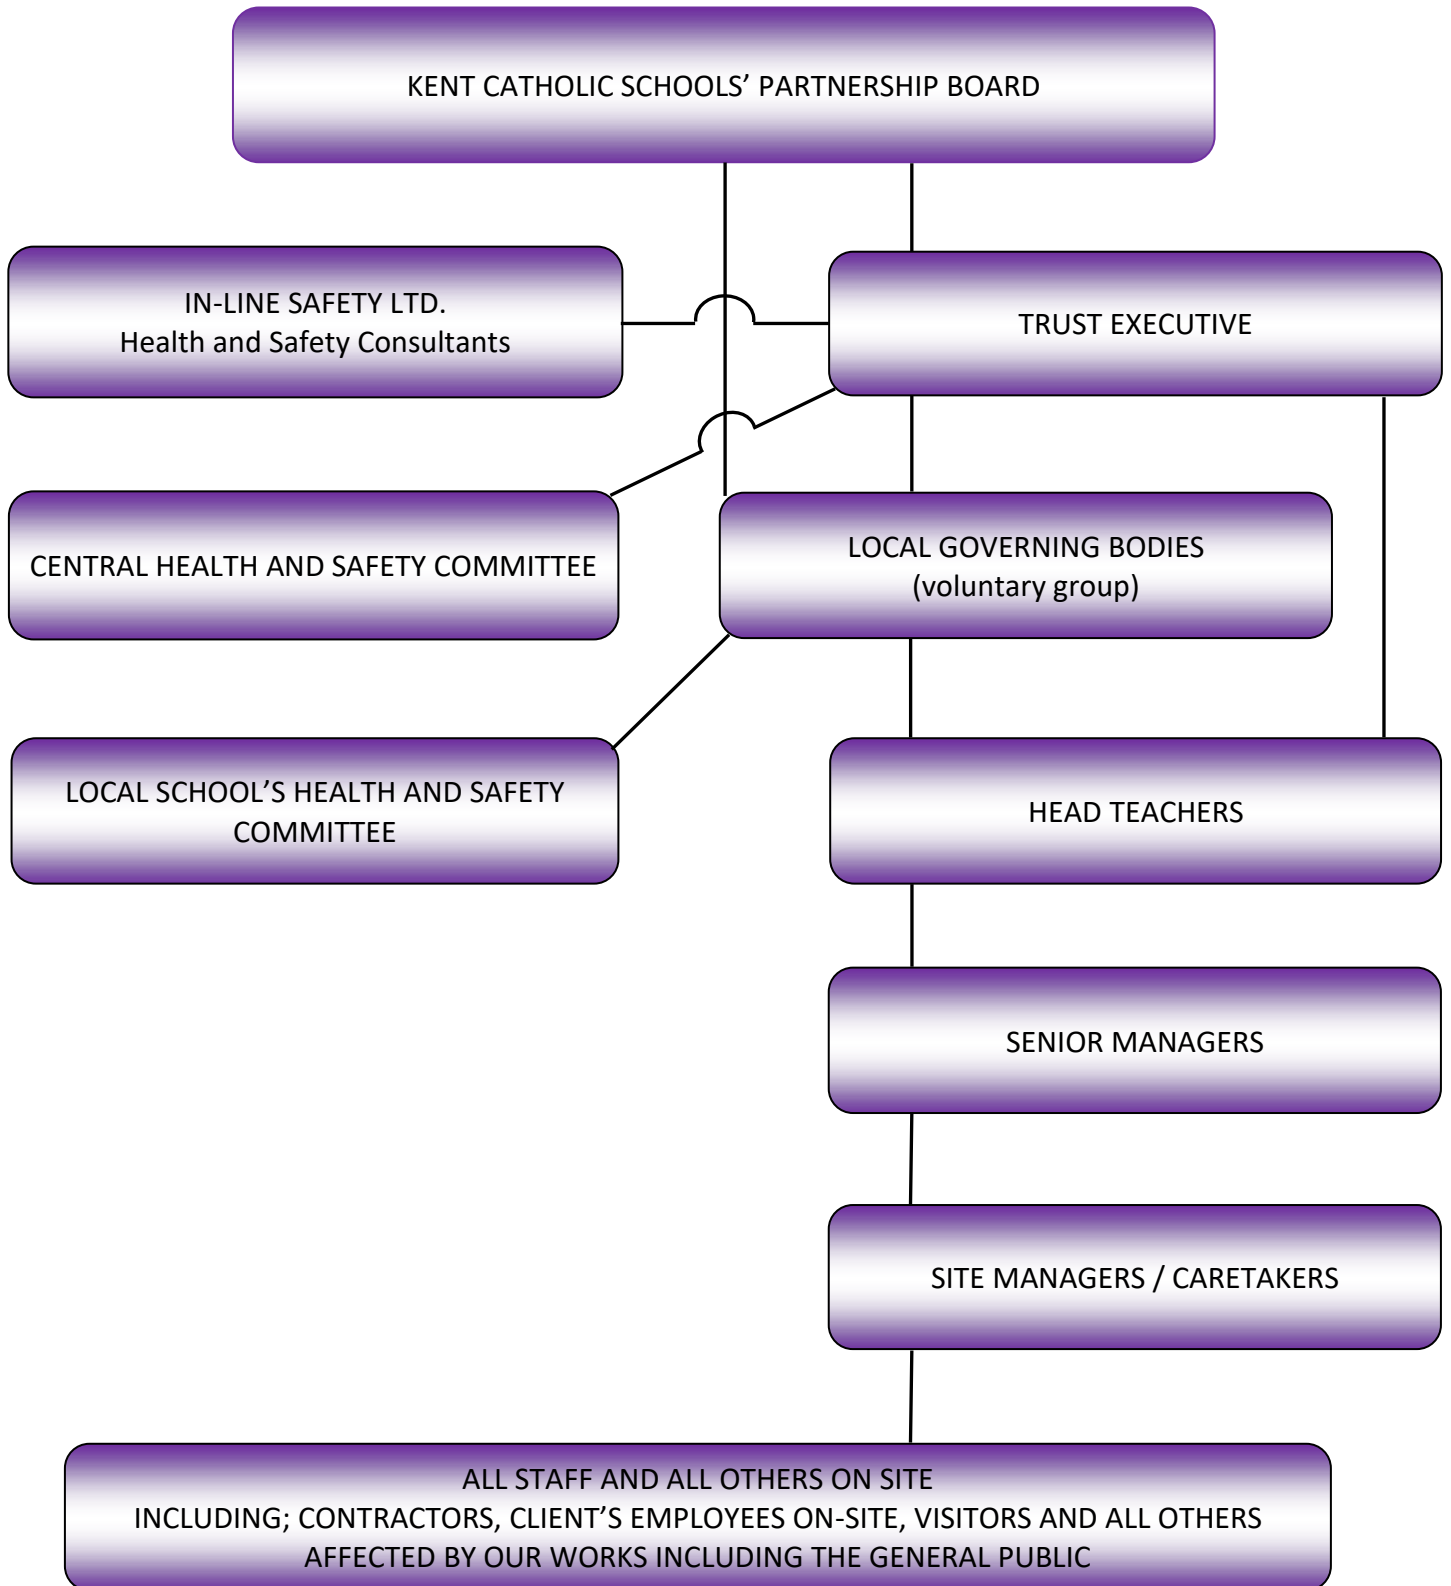 KENT CATHOLIC SCHOOLS’ PARTNERSHIP BOARD
IN-LINE SAFETY LTD.
Health and Safety Consultants
TRUST EXECUTIVE
CENTRAL HEALTH AND SAFETY COMMITTEE
LOCAL GOVERNING BODIES
(voluntary group)
LOCAL SCHOOL’S HEALTH AND SAFETY
COMMITTEE
HEAD TEACHERS
SENIOR MANAGERS
SITE MANAGERS / CARETAKERS
ALL STAFF AND ALL OTHERS ON SITE
INCLUDING; CONTRACTORS, CLIENT’S EMPLOYEES ON-SITE, VISITORS AND ALL OTHERS
AFFECTED BY OUR WORKS INCLUDING THE GENERAL PUBLIC